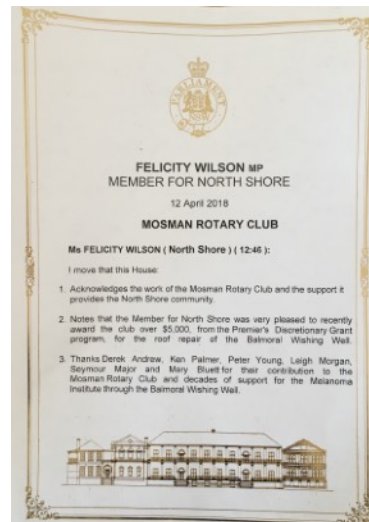 PARLIAMENT
NSW
FELICITY WILSON MP
MEMBER FOR NORTH SHORE
12 April 2018
MOSMAN ROTARY CLUB
Ms FELICITY WILSON ( North Shore ) ( 12:46 ):
I move that this House:
1. Acknowledges the work of the Mosman Rotary Club and the support it
provides the North Shore community.
2. Notes that the Member for North Shore was very pleased to recently
award the club over $5,000, from the Premier's Discretionary Grant
program, for the roof repair of the Balmoral Wishing Well.
3. Thanks Derek Andrew, Ken Palmer, Peter Young, Leigh Morgan,
Seymour Major and Mary Bluett for their contribution to the
Mosman Rotary Club and decades of support for the Melanoma
Institute through the Balmoral Wishing Well.